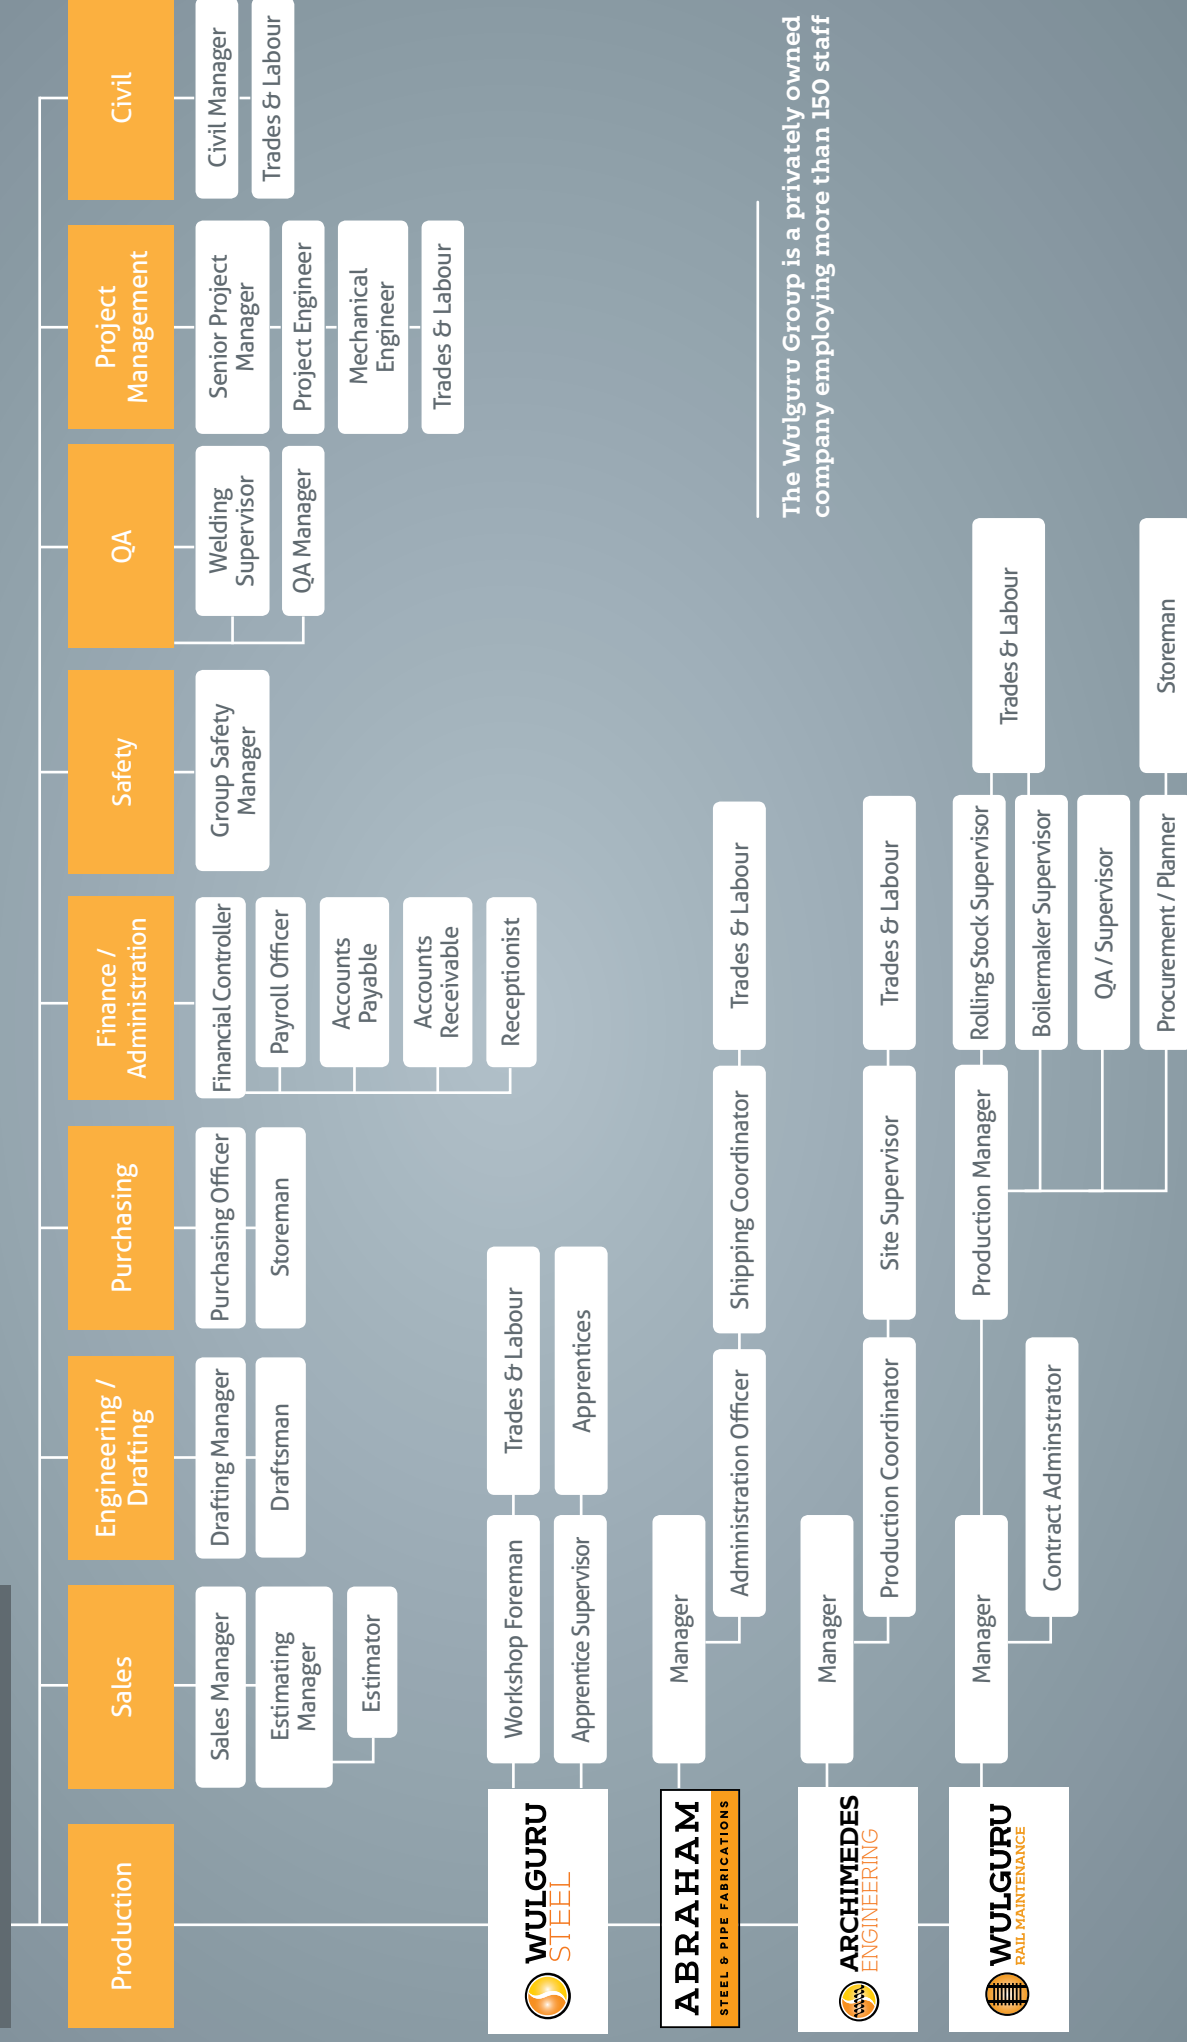 Production
Sales
Engineering /
Drafting
Purchasing
Finance /
Administration
Safety
QA
Project
Management
Civil
Sales Manager
Estimating
Manager
Estimator
Drafting Manager
Draftsman
Purchasing Officer
Storeman
Financial Controller
Payroll Officer
Accounts
Payable
Accounts
Receivable
Receptionist
Group Safety
Manager
Welding
Supervisor
QA Manager
Senior Project
Manager
Project Engineer
Mechanical
Engineer
Trades & Labour
Civil Manager
Trades & Labour
WULGURU
STEEL
Workshop Foreman
Trades & Labour
Apprentice Supervisor
Apprentices
ABRAHAM
STEEL & PIPE FABRICATIONS
Manager
Administration Officer
Shipping Coordinator
Trades & Labour
ARCHIMEDES
ENGINEERING
Manager
Production Coordinator
Site Supervisor
Trades & Labour
WULGURU
RAIL MAINTENANCE
Manager
Contract Adminstrator
Production Manager
Rolling Stock Supervisor
Boilermaker Supervisor
QA / Supervisor
Procurement / Planner
Trades & Labour
Storeman
The Wulguru Group is a privately owned
company employing more than 150 staff